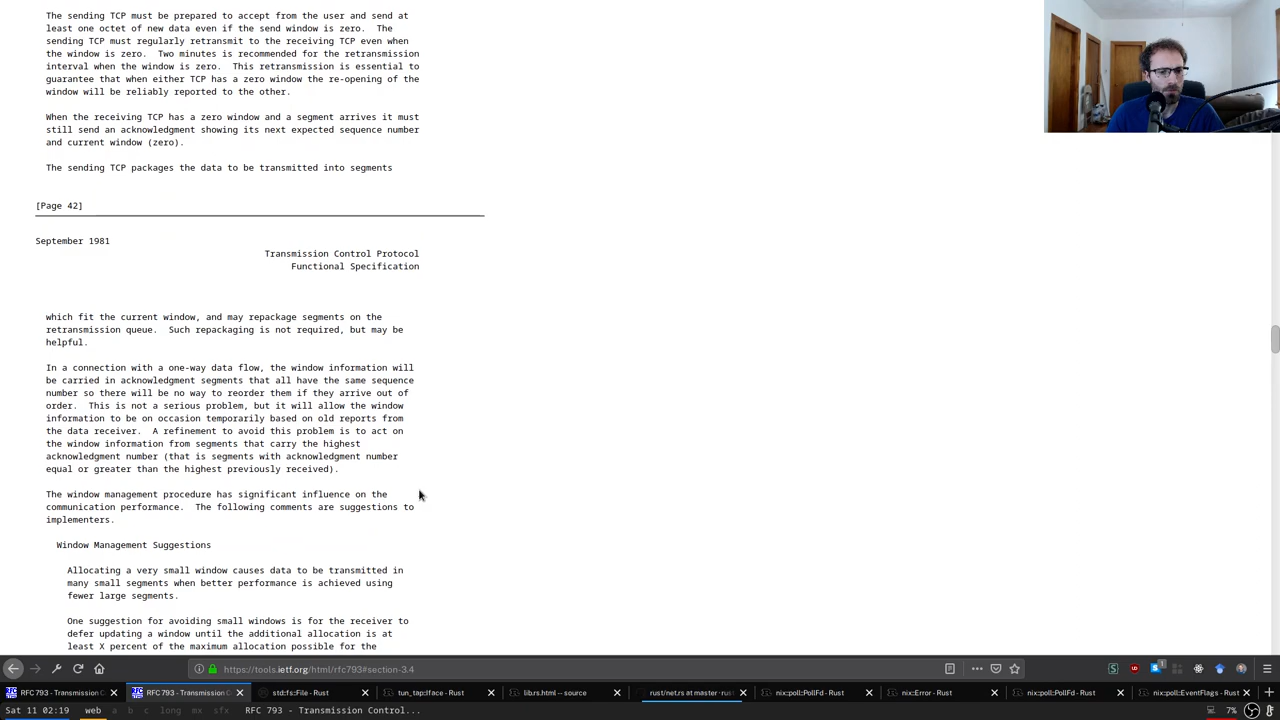 The sending TCP must be prepared to accept from the user and send at
least one octet of new data even if the send window is zero.  The
sending TCP must regularly retransmit to the receiving TCP even when
the window is zero.  Two minutes is recommended for the retransmission
interval when the window is zero.  This retransmission is essential to
guarantee that when either TCP has a zero window the re-opening of the
window will be reliably reported to the other.
When the receiving TCP has a zero window and a segment arrives it must
still send an acknowledgment showing its next expected sequence number
and current window (zero).
The sending TCP packages the data to be transmitted into segments
[Page 42]
September 1981
Transmission Control Protocol
Functional Specification
which fit the current window, and may repackage segments on the
retransmission queue.  Such repackaging is not required, but may be
helpful.
In a connection with a one-way data flow, the window information will
be carried in acknowledgment segments that all have the same sequence
number so there will be no way to reorder them if they arrive out of
order.  This is not a serious problem, but it will allow the window
information to be on occasion temporarily based on old reports from
the data receiver.  A refinement to avoid this problem is to act on
the window information from segments that carry the highest
acknowledgment number (that is segments with acknowledgment number
equal or greater than the highest previously received).
The window management procedure has significant influence on the
communication performance.  The following comments are suggestions to
implementers.
Window Management Suggestions
Allocating a very small window causes data to be transmitted in
many small segments when better performance is achieved using
fewer large segments.
One suggestion for avoiding small windows is for the receiver to
defer updating a window until the additional allocation is at
least X percent of the maximum allocation possible for the
https://tools.ietf.org/html/rfc793#section-3.4
RFC 793 - Transmission C RFC 793 - Transmission C std::fs::File - Rust tun_tap::Iface - Rust lib.rs.html -- source rust/net.rs at master · rus nix::poll::PollFd - Rust nix::Error - Rust nix::poll::PollFd - Rust nix::poll::EventFlags - Rust
Sat 11 02:19 web a b c long mx sfx RFC 793 - Transmission Control... 7%